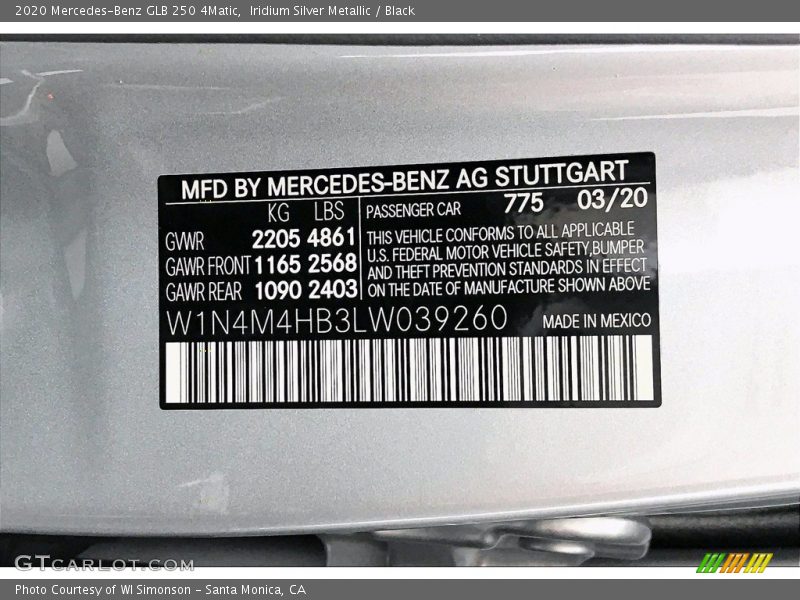 2020 Mercedes-Benz GLB 250 4Matic, Iridium Silver Metallic / Black
MFD BY MERCEDES-BENZ AG STUTTGART
KG LBS
GVWR 2205 4861
GAWR FRONT 1165 2568
GAWR REAR 1090 2403
PASSENGER CAR 775 03/20
THIS VEHICLE CONFORMS TO ALL APPLICABLE
U.S. FEDERAL MOTOR VEHICLE SAFETY,BUMPER
AND THEFT PREVENTION STANDARDS IN EFFECT
ON THE DATE OF MANUFACTURE SHOWN ABOVE
W1N4M4HB3LW039260 MADE IN MEXICO
GTCARLOT.COM
Photo Courtesy of WI Simonson - Santa Monica, CA